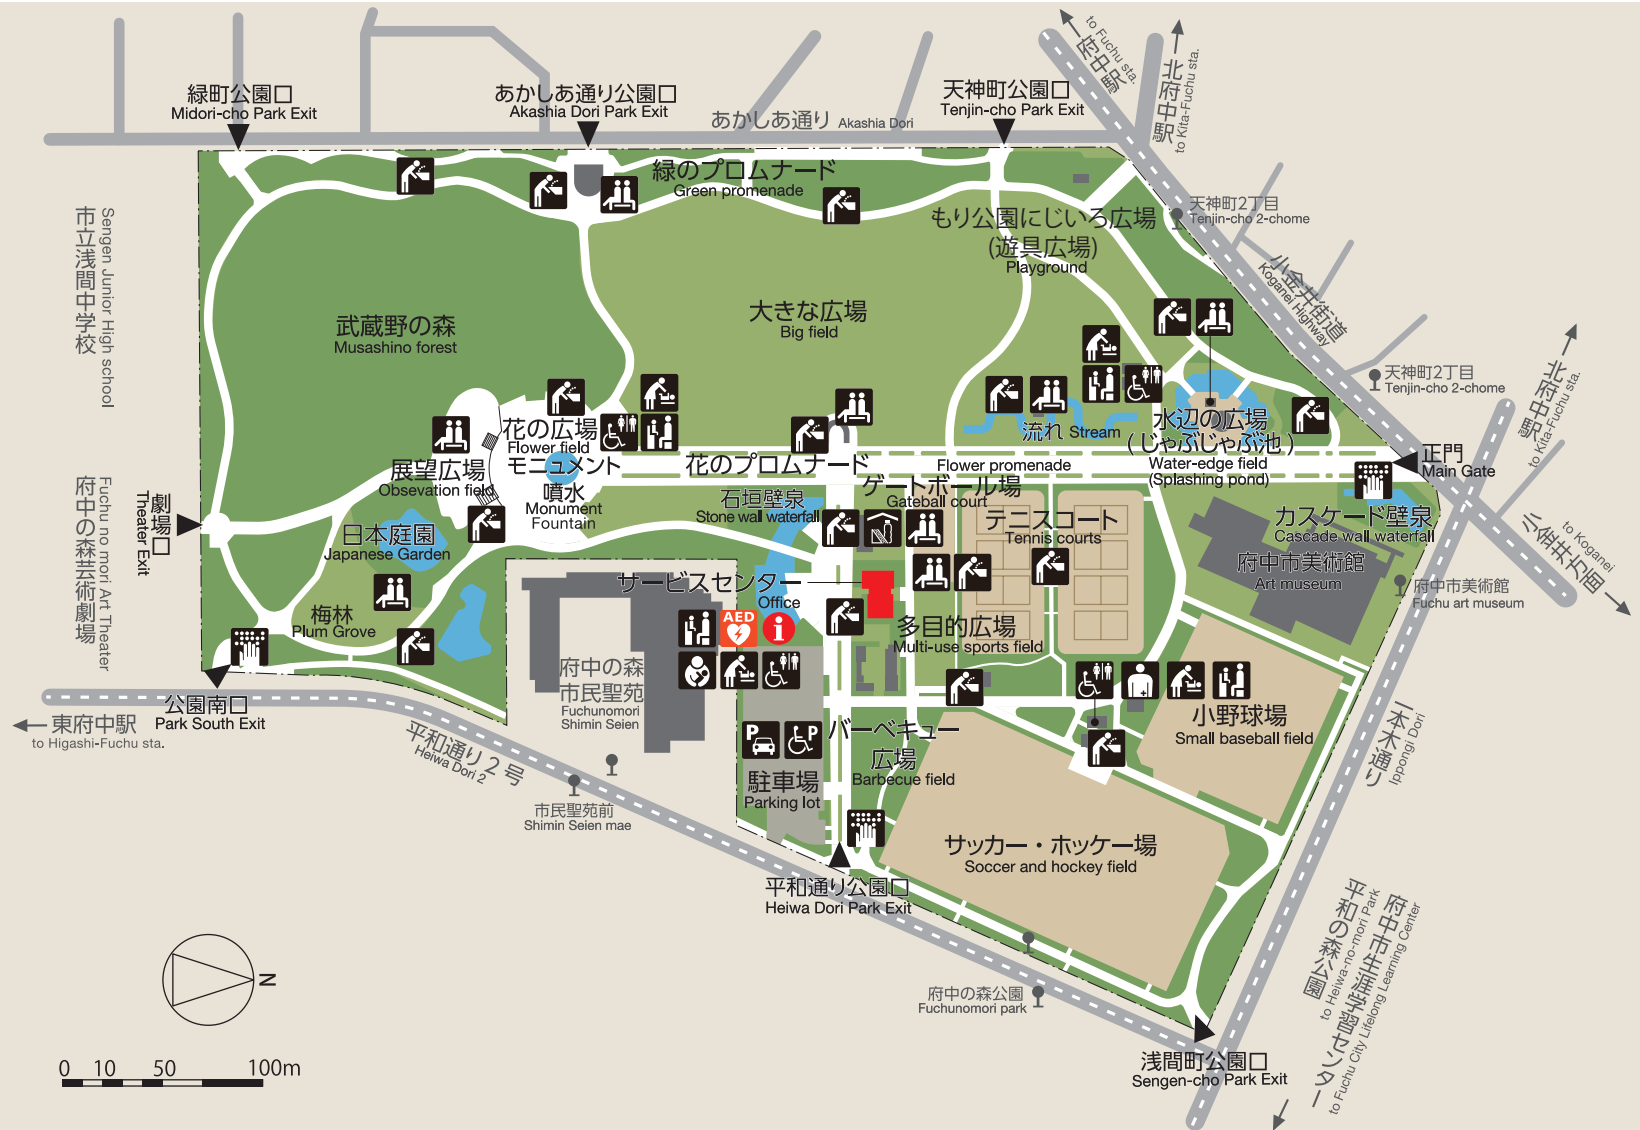 緑町公園口
Midori-cho Park Exit
あかしあ通り公園口
Akashia Dori Park Exit
天神町公園口
Tenjin-cho Park Exit
あかしあ通り Akashia Dori
to Fuchu sta.
府中駅
北府中駅
to Kita-Fuchu sta.
緑のプロムナード
Green promenade
もり公園にじいろ広場
(遊具広場)
Playground
天神町2丁目
Tenjin-cho 2-chome
小金井街道
Koganei Highway
天神町2丁目
Tenjin-cho 2-chome
北府中駅
to Kita-Fuchu sta.
Sengen Junior High school
市立浅間中学校
武蔵野の森
Musashino forest
大きな広場
Big field
花の広場
Flower field
モニュメント
噴水
Monument
Fountain
展望広場
Obsevation field
花のプロムナード
Flower promenade
流れ Stream
水辺の広場
(じゃぶじゃぶ池)
Water-edge field
(Splashing pond)
正門
Main Gate
劇場口
Theater Exit
Fuchu no mori Art Theater
府中の森芸術劇場
日本庭園
Japanese Garden
石垣壁泉
Stone wall waterfall
ゲートボール場
Gateball court
テニスコート
Tennis courts
カスケード壁泉
Cascade wall waterfall
府中市美術館
Art museum
府中市美術館
Fuchu art museum
to Koganei
小金井方面
梅林
Plum Grove
サービスセンター
Office
AED
i
多目的広場
Multi-use sports field
府中の森
市民聖苑
Fuchunomori
Shimin Seien
公園南口
Park South Exit
東府中駅
to Higashi-Fuchu sta.
平和通り2号
Heiwa Dori 2
市民聖苑前
Shimin Seien mae
P
P
駐車場
Parking lot
バーベキュー
広場
Barbecue field
小野球場
Small baseball field
一本木通り
Ippongi Dori
サッカー・ホッケー場
Soccer and hockey field
平和通り公園口
Heiwa Dori Park Exit
府中の森公園
Fuchunomori park
平和の森公園
to Heiwa-no-mori Park
府中市生涯学習センター
to Fuchu City Lifelong Learning Center
浅間町公園口
Sengen-cho Park Exit
N
0 10 50 100m